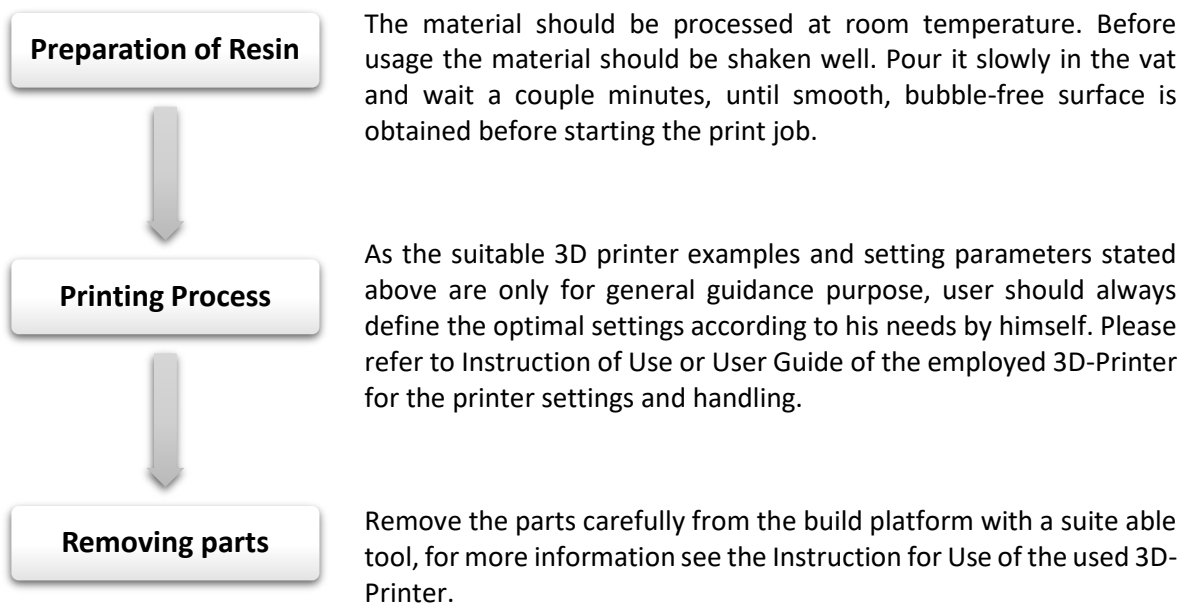 Preparation of Resin
The material should be processed at room temperature. Before
usage the material should be shaken well. Pour it slowly in the vat
and wait a couple minutes, until smooth, bubble-free surface is
obtained before starting the print job.
Printing Process
As the suitable 3D printer examples and setting parameters stated
above are only for general guidance purpose, user should always
define the optimal settings according to his needs by himself. Please
refer to Instruction of Use or User Guide of the employed 3D-Printer
for the printer settings and handling.
Removing parts
Remove the parts carefully from the build platform with a suite able
tool, for more information see the Instruction for Use of the used 3D-
Printer.